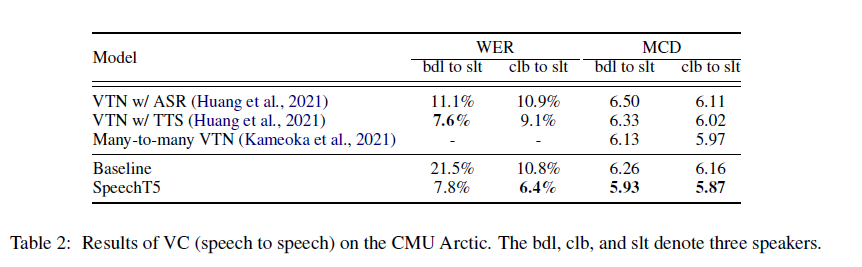 Model WER MCD
bdl to slt clb to slt bdl to slt clb to slt
VTN w/ ASR (Huang et al., 2021) 11.1% 10.9% 6.50 6.11
VTN w/ TTS (Huang et al., 2021) 7.6% 9.1% 6.33 6.02
Many-to-many VTN (Kameoka et al., 2021) - - 6.13 5.97
Baseline 21.5% 10.8% 6.26 6.16
SpeechT5 7.8% 6.4% 5.93 5.87
Table 2: Results of VC (speech to speech) on the CMU Arctic. The bdl, clb, and slt denote three speakers.